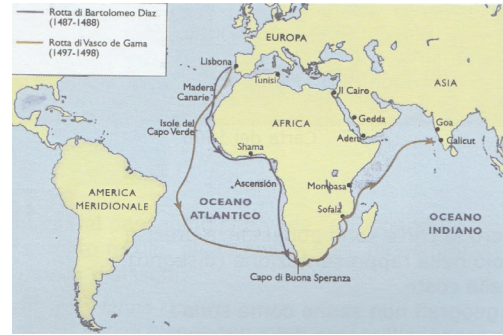 Rotta di Bartolomeo Diaz
(1487-1488)
Rotta di Vasco de Gama
(1497-1498)
EUROPA
Lisbona
ASIA
Tunisi
Madera
Canarie
Il Cairo
Isole del
Capo Verde
AFRICA
Gedda
Goa
Aden
Calicut
Shama
AMERICA
MERIDIONALE
Ascensión
Mombasa
OCEANO
ATLANTICO
Sofala
OCEANO
INDIANO
Capo di Buona Speranza